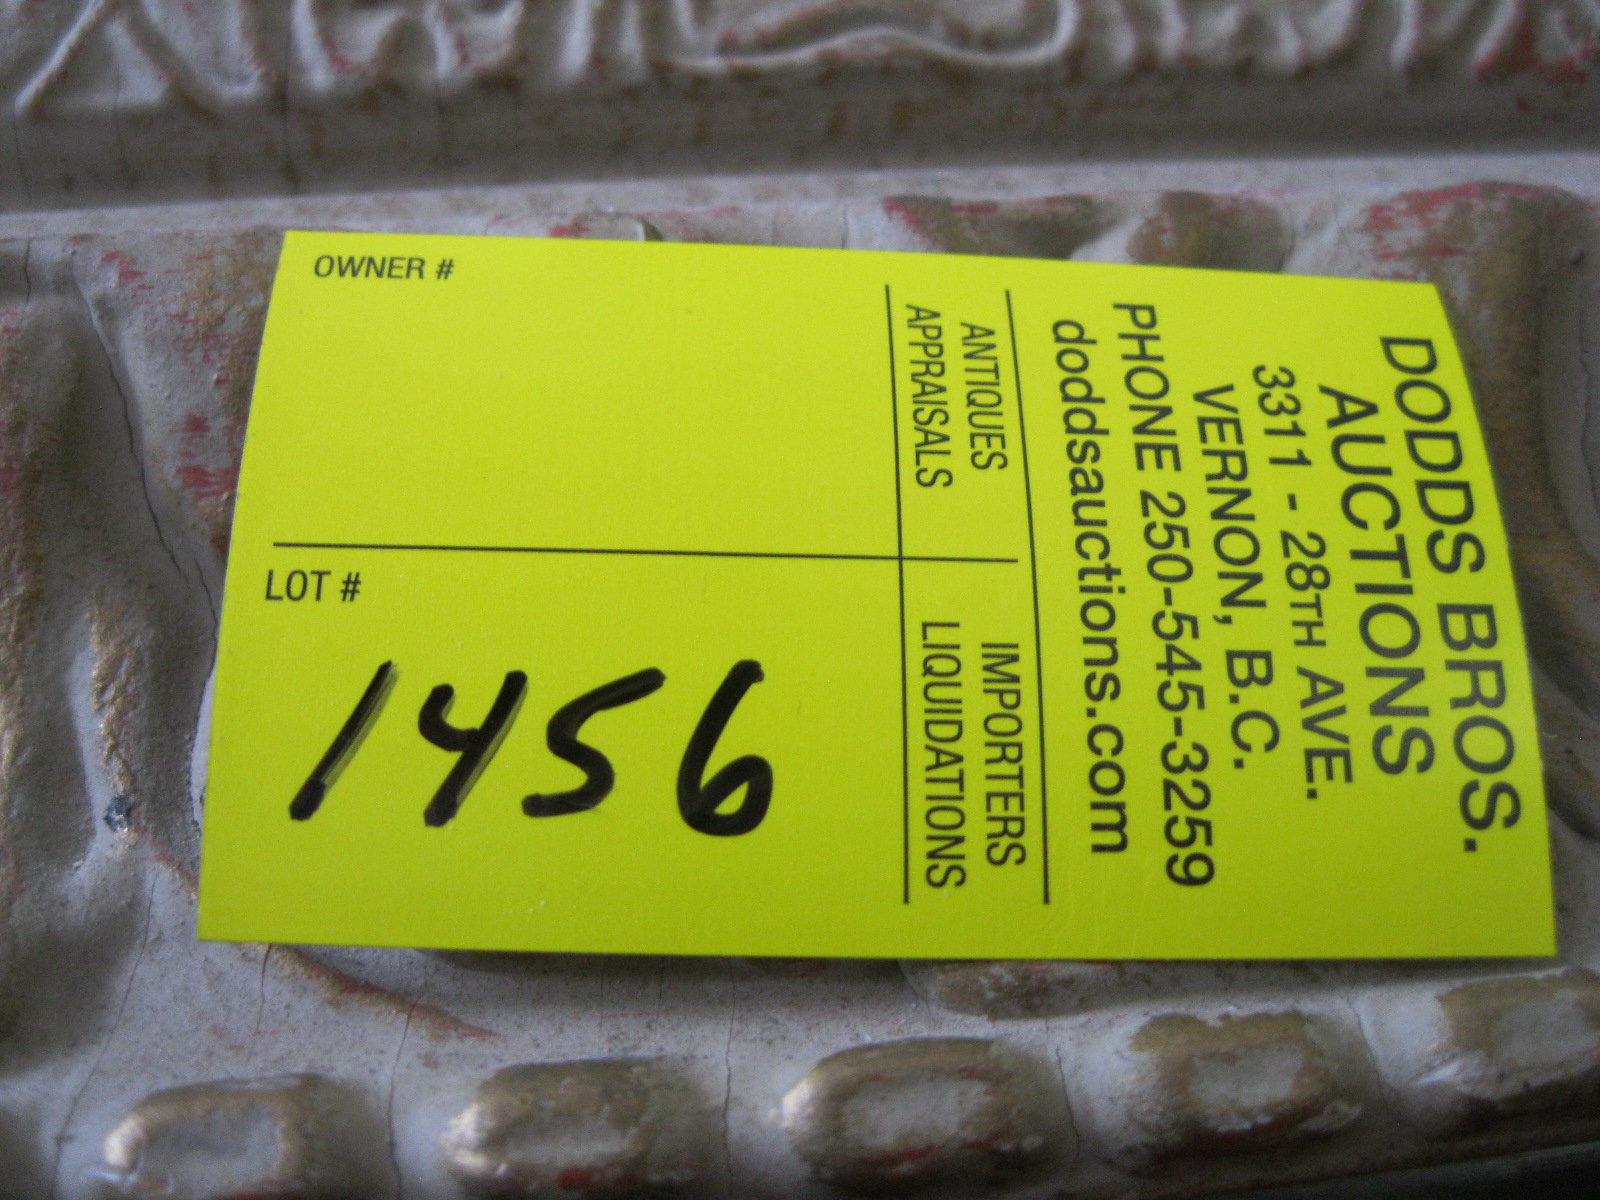 DODDS BROS.
AUCTIONS
3311 - 28TH AVE.
VERNON, B.C.
PHONE 250-545-3259
doddsauctions.com
ANTIQUES IMPORTERS
APPRAISALS LIQUIDATIONS
OWNER #
LOT #
1456